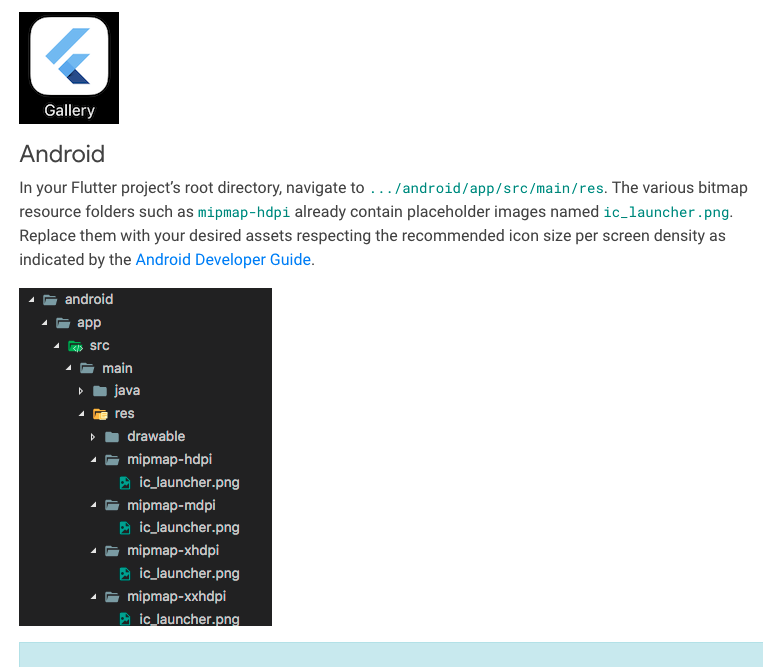 Gallery
Android
In your Flutter project’s root directory, navigate to .../android/app/src/main/res. The various bitmap
resource folders such as mipmap-hdpi already contain placeholder images named ic_launcher.png.
Replace them with your desired assets respecting the recommended icon size per screen density as
indicated by the Android Developer Guide.
android
app
src
main
java
res
drawable
mipmap-hdpi
ic_launcher.png
mipmap-mdpi
ic_launcher.png
mipmap-xhdpi
ic_launcher.png
mipmap-xxhdpi
ic_launcher.png